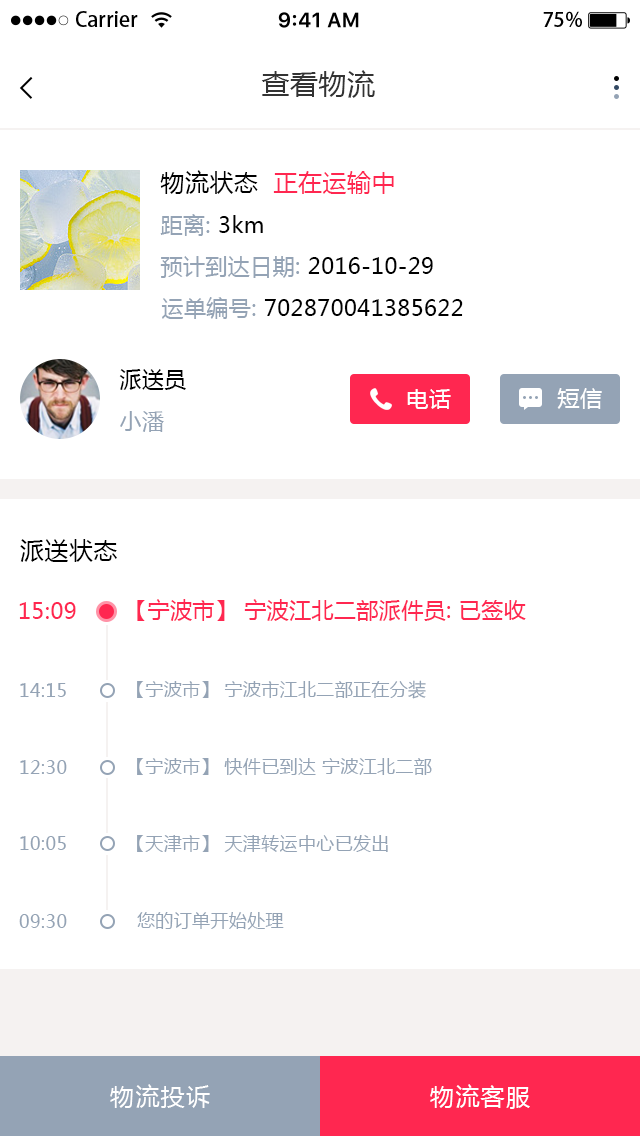 Carrier 9:41 AM 75%
查看物流
物流状态 正在运输中
距离: 3km
预计到达日期: 2016-10-29
运单编号: 702870041385622
派送员
小潘
电话 短信
派送状态
15:09 【宁波市】 宁波江北二部派件员: 已签收
14:15 【宁波市】 宁波市江北二部正在分装
12:30 【宁波市】 快件已到达 宁波江北二部
10:05 【天津市】 天津转运中心已发出
09:30 您的订单开始处理
物流投诉 物流客服